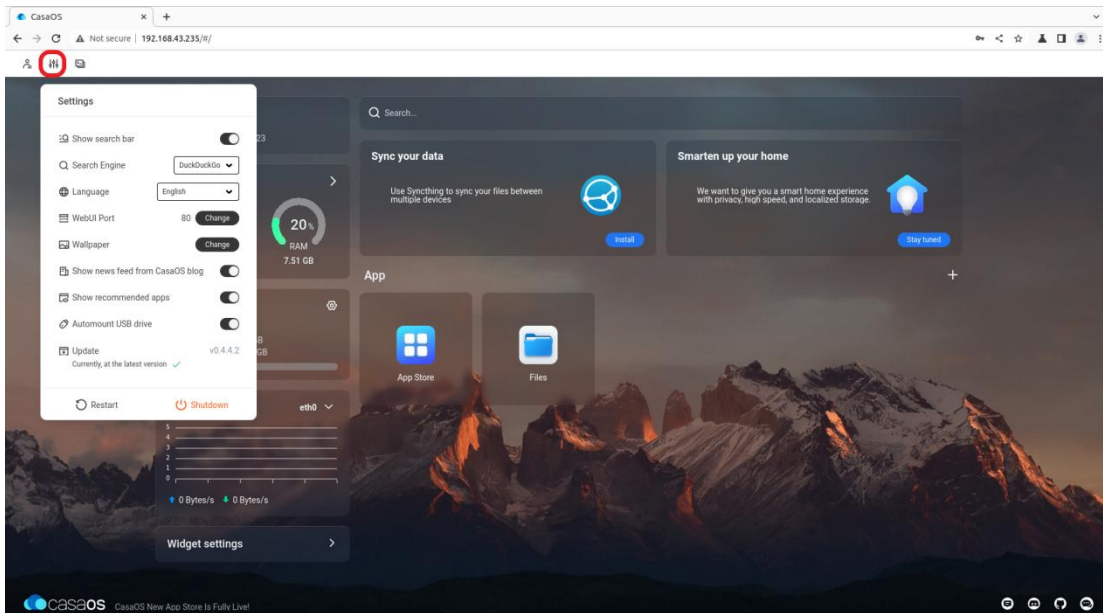 CasaOS
Not secure | 192.168.43.235/#/
Settings
Show search bar
Search Engine DuckDuckGo
Language English
WebUI Port 80 Change
Wallpaper Change
Show news feed from CasaOS blog
Show recommended apps
Automount USB drive
Update v0.4.4.2
Currently, at the latest version
Restart Shutdown
23
20%
RAM
7.51 GB
GB
eth0
5
4
3
2
1
0
0 Bytes/s 0 Bytes/s
Widget settings
Search...
Sync your data
Use Syncthing to sync your files between
multiple devices
Install
Smarten up your home
We want to give you a smart home experience
with privacy, high speed, and localized storage.
Stay tuned
App
App Store
Files
CasaOS CasaOS New App Store Is Fully Live!